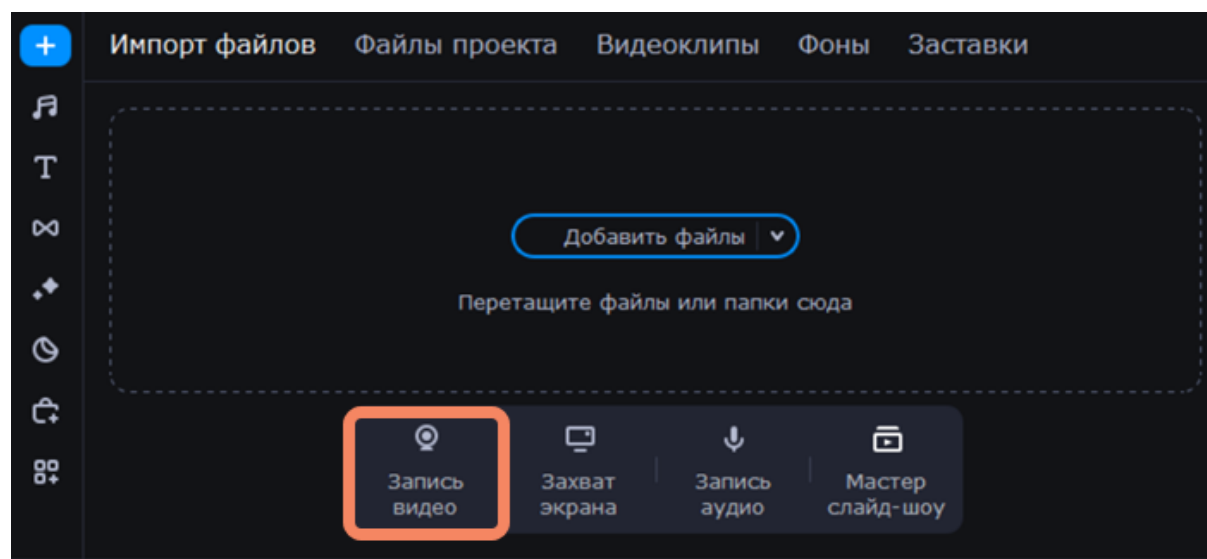 Импорт файлов Файлы проекта Видеоклипы Фоны Заставки
Добавить файлы
Перетащите файлы или папки сюда
Запись видео
Захват экрана
Запись аудио
Мастер слайд-шоу